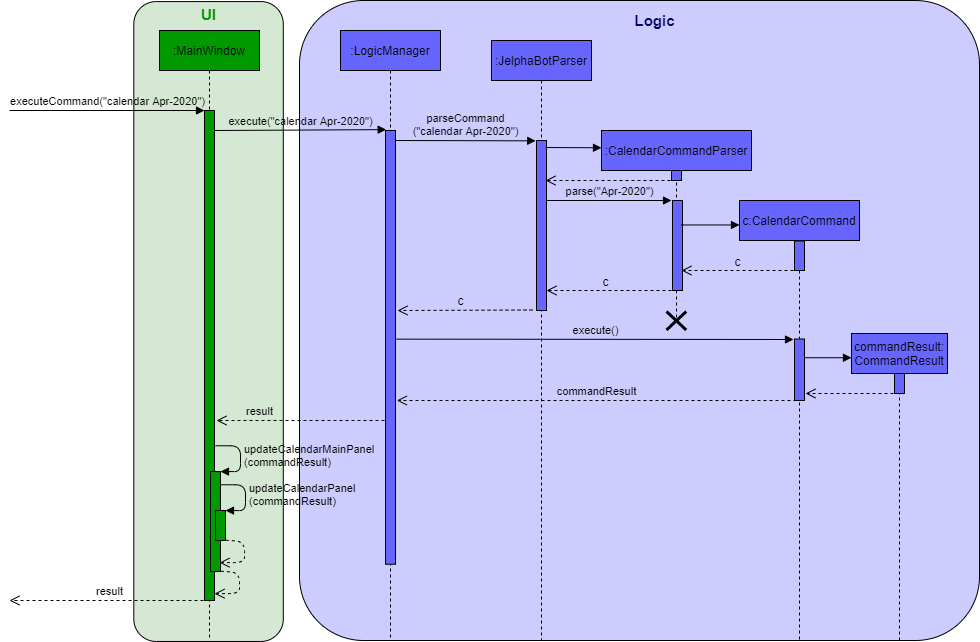 UI
Logic
:MainWindow
:LogicManager
:JelphaBotParser
executeCommand("calendar Apr-2020")
execute("calendar Apr-2020")
parseCommand
("calendar Apr-2020")
:CalendarCommandParser
parse("Apr-2020")
c:CalendarCommand
c
c
c
execute()
commandResult:
CommandResult
commandResult
result
updateCalendarMainPanel
(commandResult)
updateCalendarPanel
(commandResult)
result